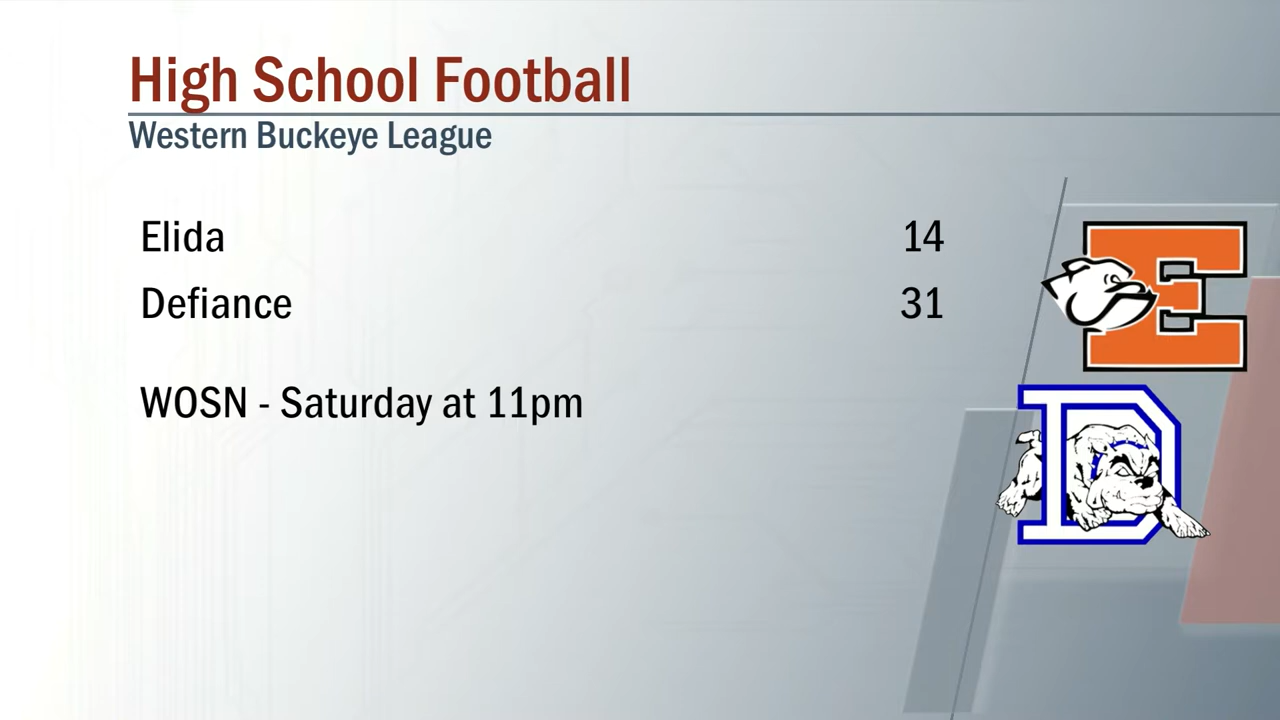 High School Football
Western Buckeye League
Elida 14
Defiance 31
WOSN - Saturday at 11pm
E
D